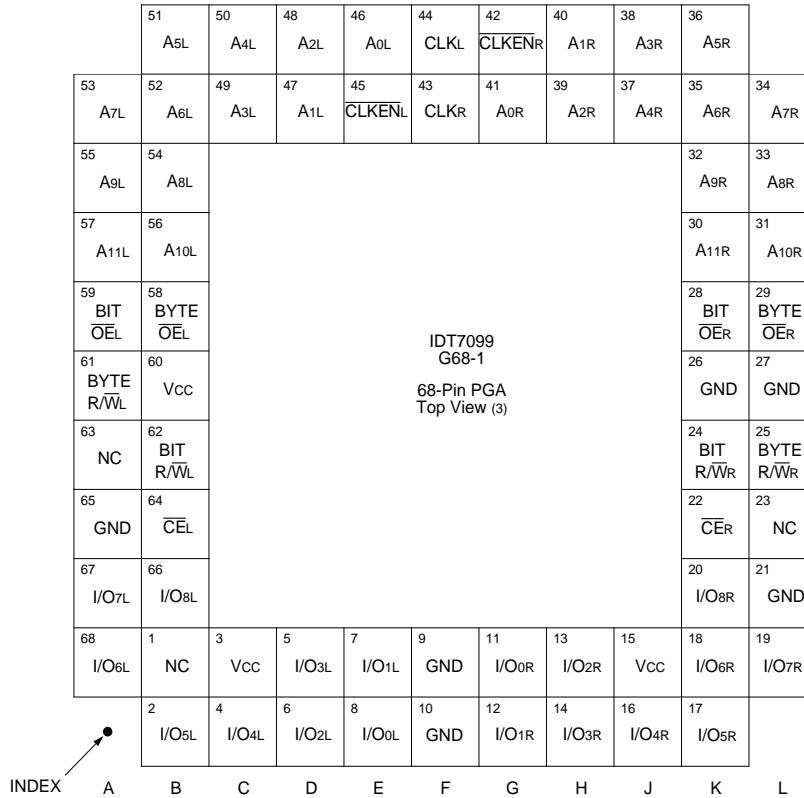 51 50 48 46 44 42 40 38 36
A5L A4L A2L A0L CLKL CLKENR A1R A3R A5R
53 52 49 47 45 43 41 39 37 35 34
A7L A6L A3L A1L CLKENL CLKR A0R A2R A4R A6R A7R
55 54 32 33
A9L A8L A9R A8R
57 56 30 31
A11L A10L A11R A10R
59 58 28 29
BIT BYTE BIT BYTE
OEL OEL OER OER
IDT7099
G68-1
61 60 26 27
BYTE VCC GND GND
R/WL
68-Pin PGA
Top View (3)
63 62 24 25
NC BIT BIT BYTE
R/WL R/WR R/WR
65 64 22 23
GND CEL CER NC
67 66 20 21
I/O7L I/O8L I/O8R GND
68 1 3 5 7 9 11 13 15 18 19
I/O6L NC VCC I/O3L I/O1L GND I/O0R I/O2R VCC I/O6R I/O7R
2 4 6 8 10 12 14 16 17
I/O5L I/O4L I/O2L I/O0L GND I/O1R I/O3R I/O4R I/O5R
INDEX A B C D E F G H J K L